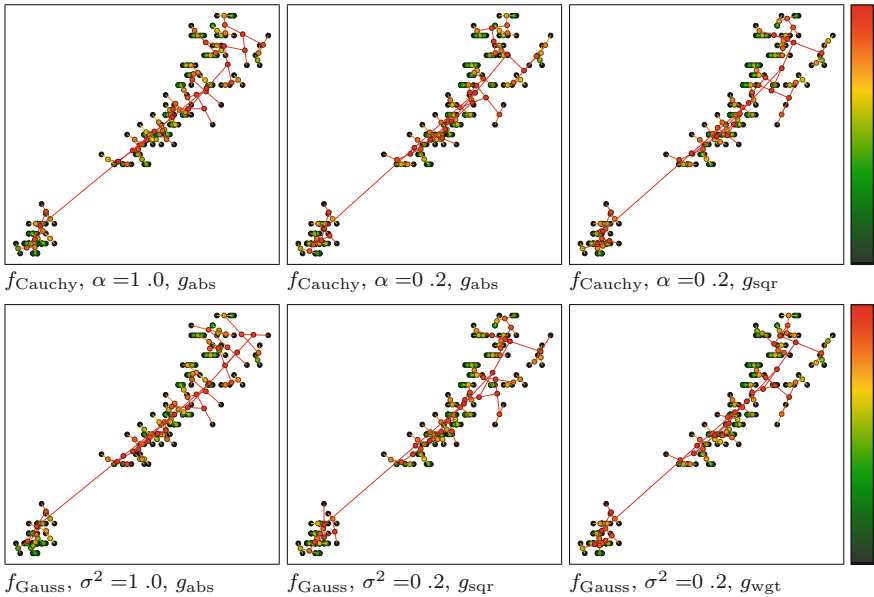 f_Cauchy, α =1 .0, g_abs
f_Cauchy, α =0 .2, g_abs
f_Cauchy, α =0 .2, g_sqr
f_Gauss, σ² =1 .0, g_abs
f_Gauss, σ² =0 .2, g_sqr
f_Gauss, σ² =0 .2, g_wgt